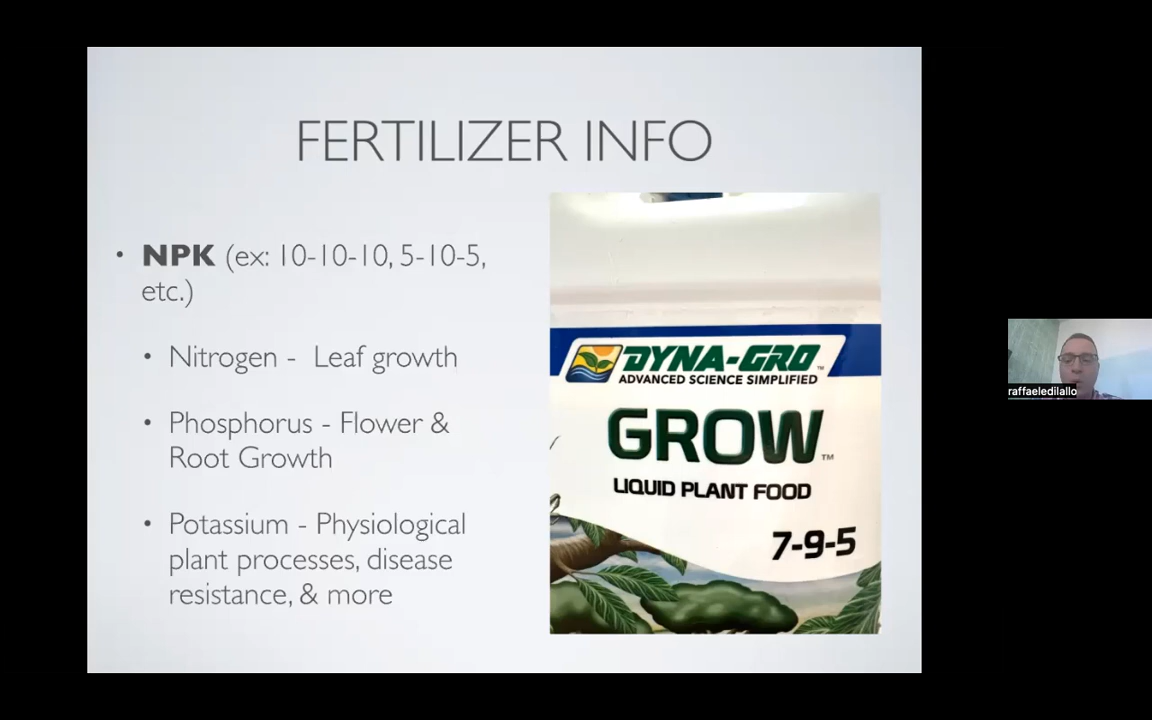 FERTILIZER INFO
• NPK (ex: 10-10-10, 5-10-5,
etc.)
• Nitrogen - Leaf growth
• Phosphorus - Flower &
Root Growth
• Potassium - Physiological
plant processes, disease
resistance, & more
DYNA-GRO™
ADVANCED SCIENCE SIMPLIFIED
GROW™
LIQUID PLANT FOOD
7-9-5
raffaeledilallo